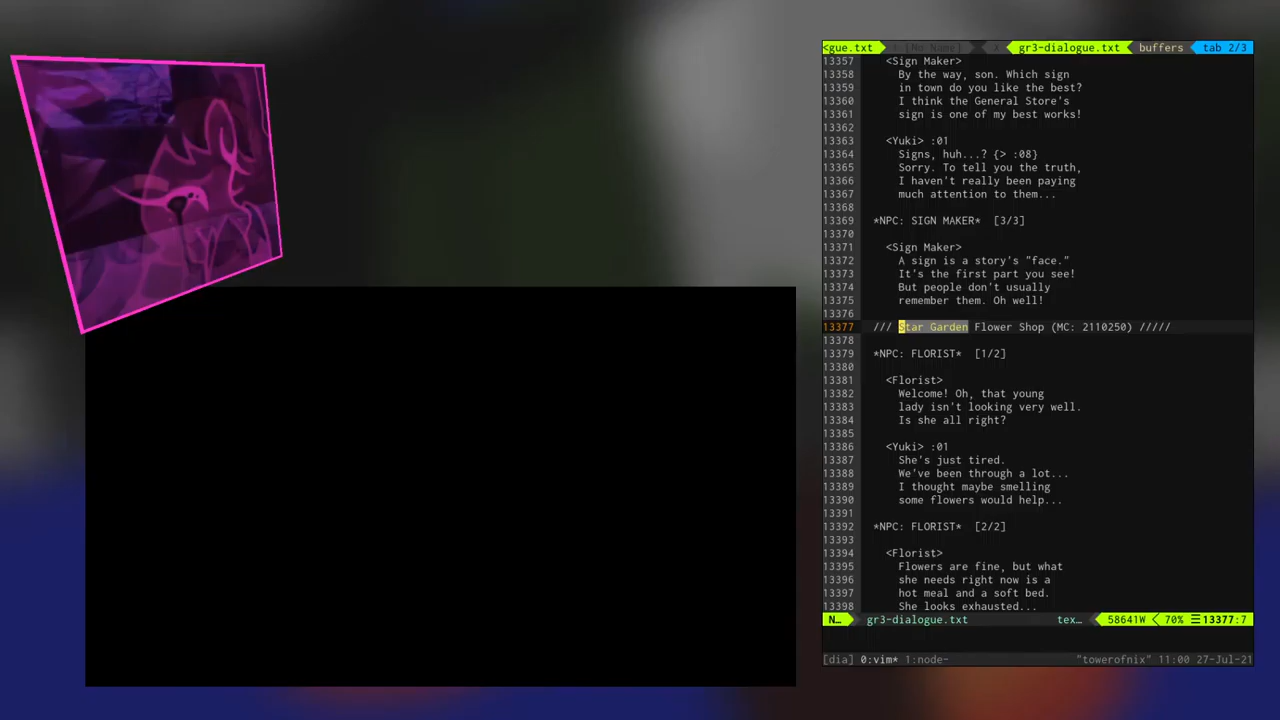 <gue.txt [No Name] gr3-dialogue.txt buffers tab 2/3
13357 <Sign Maker>
13358 By the way, son. Which sign
13359 in town do you like the best?
13360 I think the General Store's
13361 sign is one of my best works!
13362
13363 <Yuki> :01
13364 Signs, huh...? {> :08}
13365 Sorry. To tell you the truth,
13366 I haven't really been paying
13367 much attention to them...
13368
13369 *NPC: SIGN MAKER* [3/3]
13370
13371 <Sign Maker>
13372 A sign is a story's "face."
13373 It's the first part you see!
13374 But people don't usually
13375 remember them. Oh well!
13376
13377 /// Star Garden Flower Shop (MC: 2110250) /////
13378
13379 *NPC: FLORIST* [1/2]
13380
13381 <Florist>
13382 Welcome! Oh, that young
13383 lady isn't looking very well.
13384 Is she all right?
13385
13386 <Yuki> :01
13387 She's just tired.
13388 We've been through a lot...
13389 I thought maybe smelling
13390 some flowers would help...
13391
13392 *NPC: FLORIST* [2/2]
13393
13394 <Florist>
13395 Flowers are fine, but what
13396 she needs right now is a
13397 hot meal and a soft bed.
13398 She looks exhausted...
N… gr3-dialogue.txt tex… 58641W 70% ☰13377:7
[dia] 0:vim* 1:node- "towerofnix" 11:00 27-Jul-21